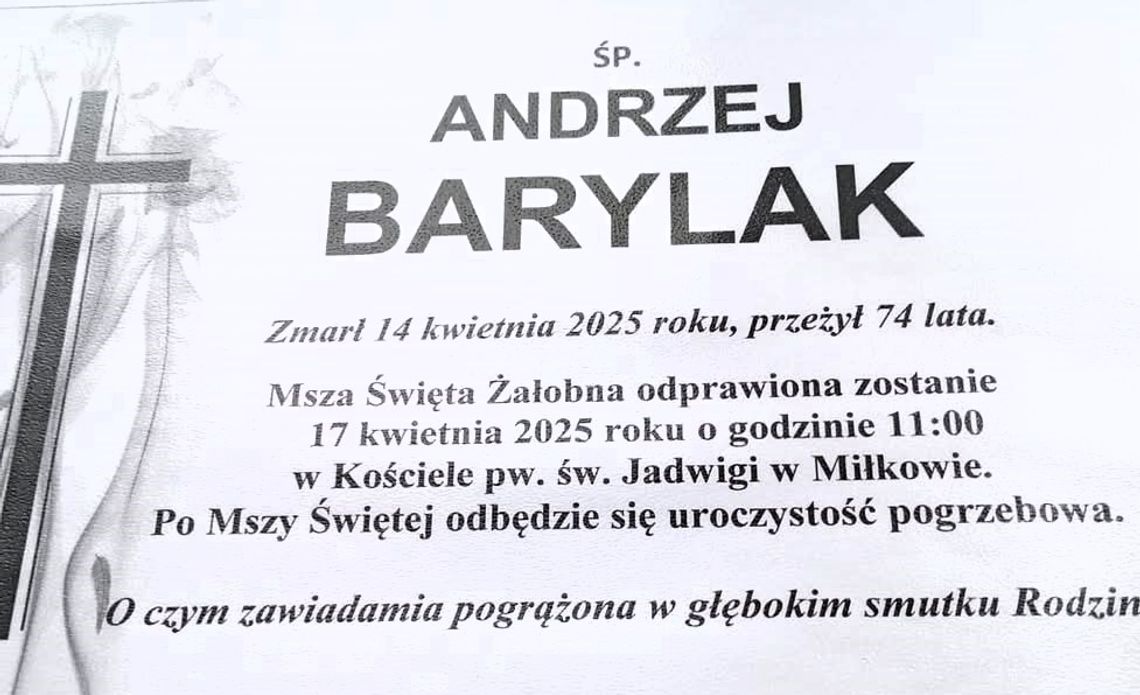 ŚP.
ANDRZEJ
BARYLAK
Zmarł 14 kwietnia 2025 roku, przeżył 74 lata.
Msza Święta Żałobna odprawiona zostanie
17 kwietnia 2025 roku o godzinie 11:00
w Kościele pw. św. Jadwigi w Miłkowie.
Po Mszy Świętej odbędzie się uroczystość pogrzebowa.
O czym zawiadamia pogrążona w głębokim smutku Rodzin